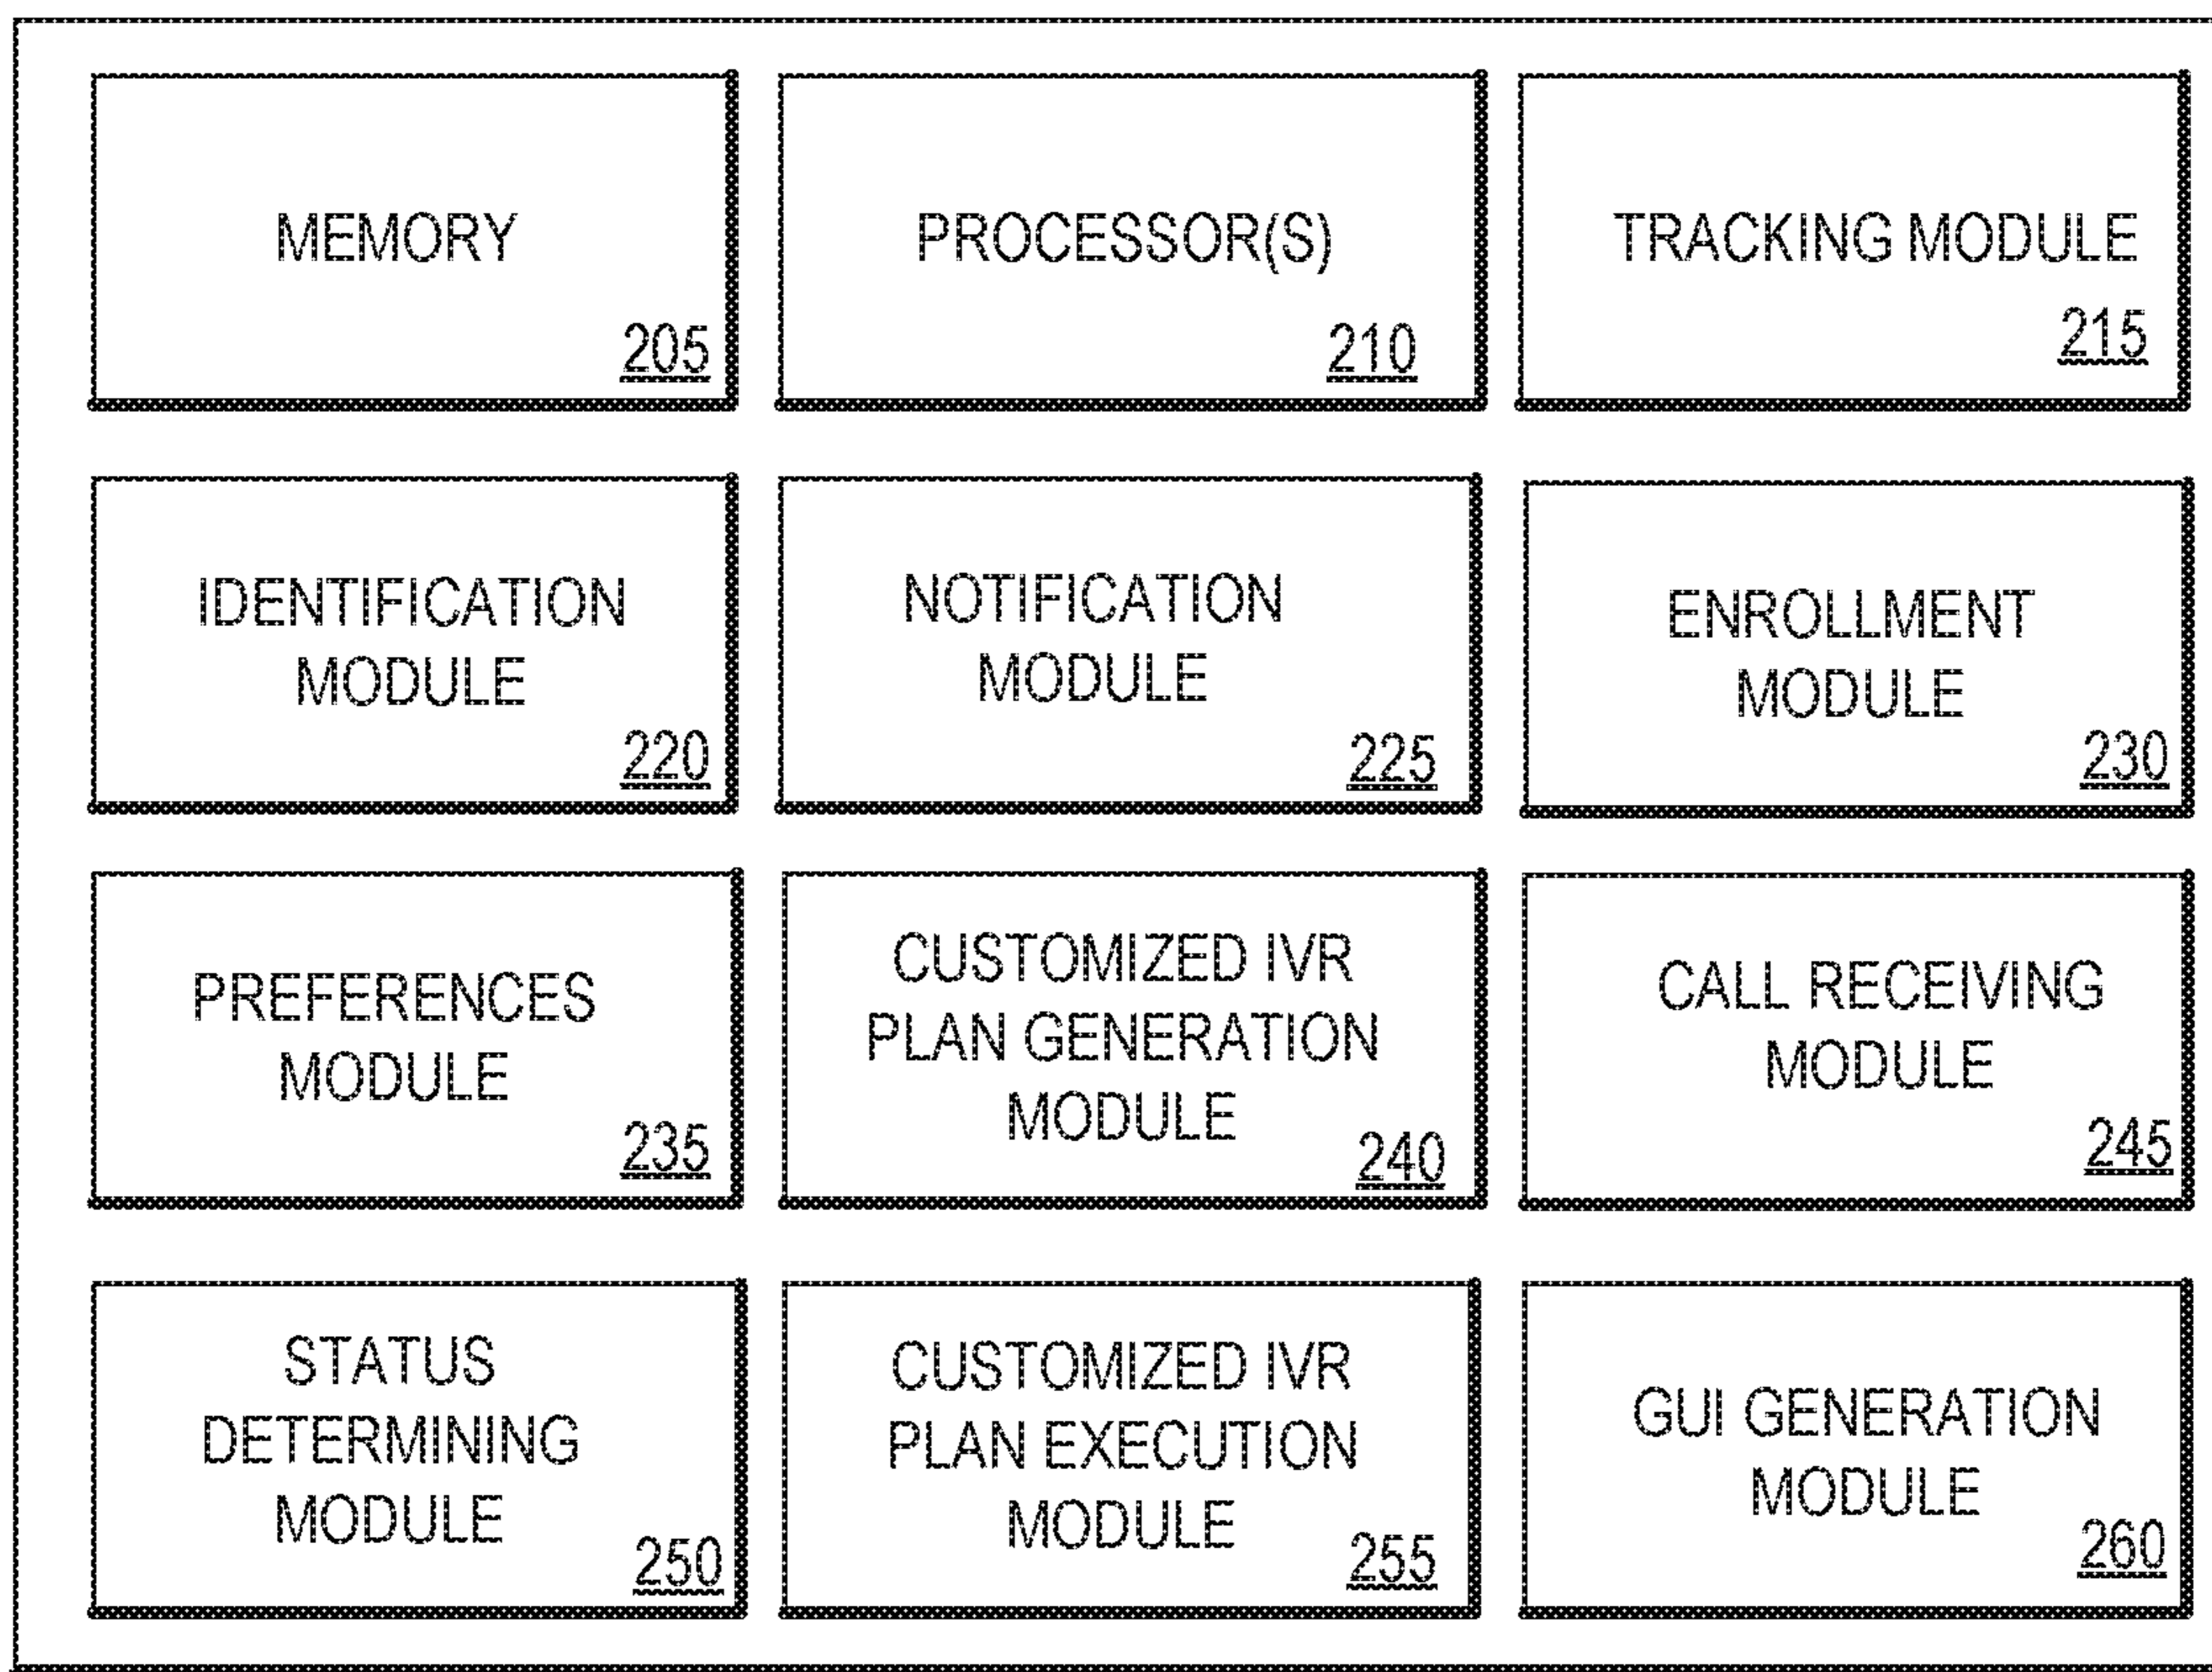 MEMORY
205
PROCESSOR(S)
210
TRACKING MODULE
215
IDENTIFICATION
MODULE
220
NOTIFICATION
MODULE
225
ENROLLMENT
MODULE
230
PREFERENCES
MODULE
235
CUSTOMIZED IVR
PLAN GENERATION
MODULE
240
CALL RECEIVING
MODULE
245
STATUS
DETERMINING
MODULE
250
CUSTOMIZED IVR
PLAN EXECUTION
MODULE
255
GUI GENERATION
MODULE
260